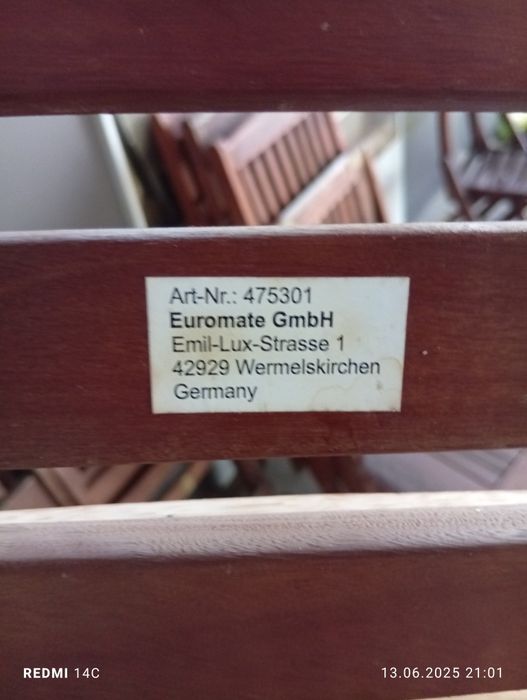 Art-Nr.: 475301
Euromate GmbH
Emil-Lux-Strasse 1
42929 Wermelskirchen
Germany
REDMI 14C
13.06.2025 21:01